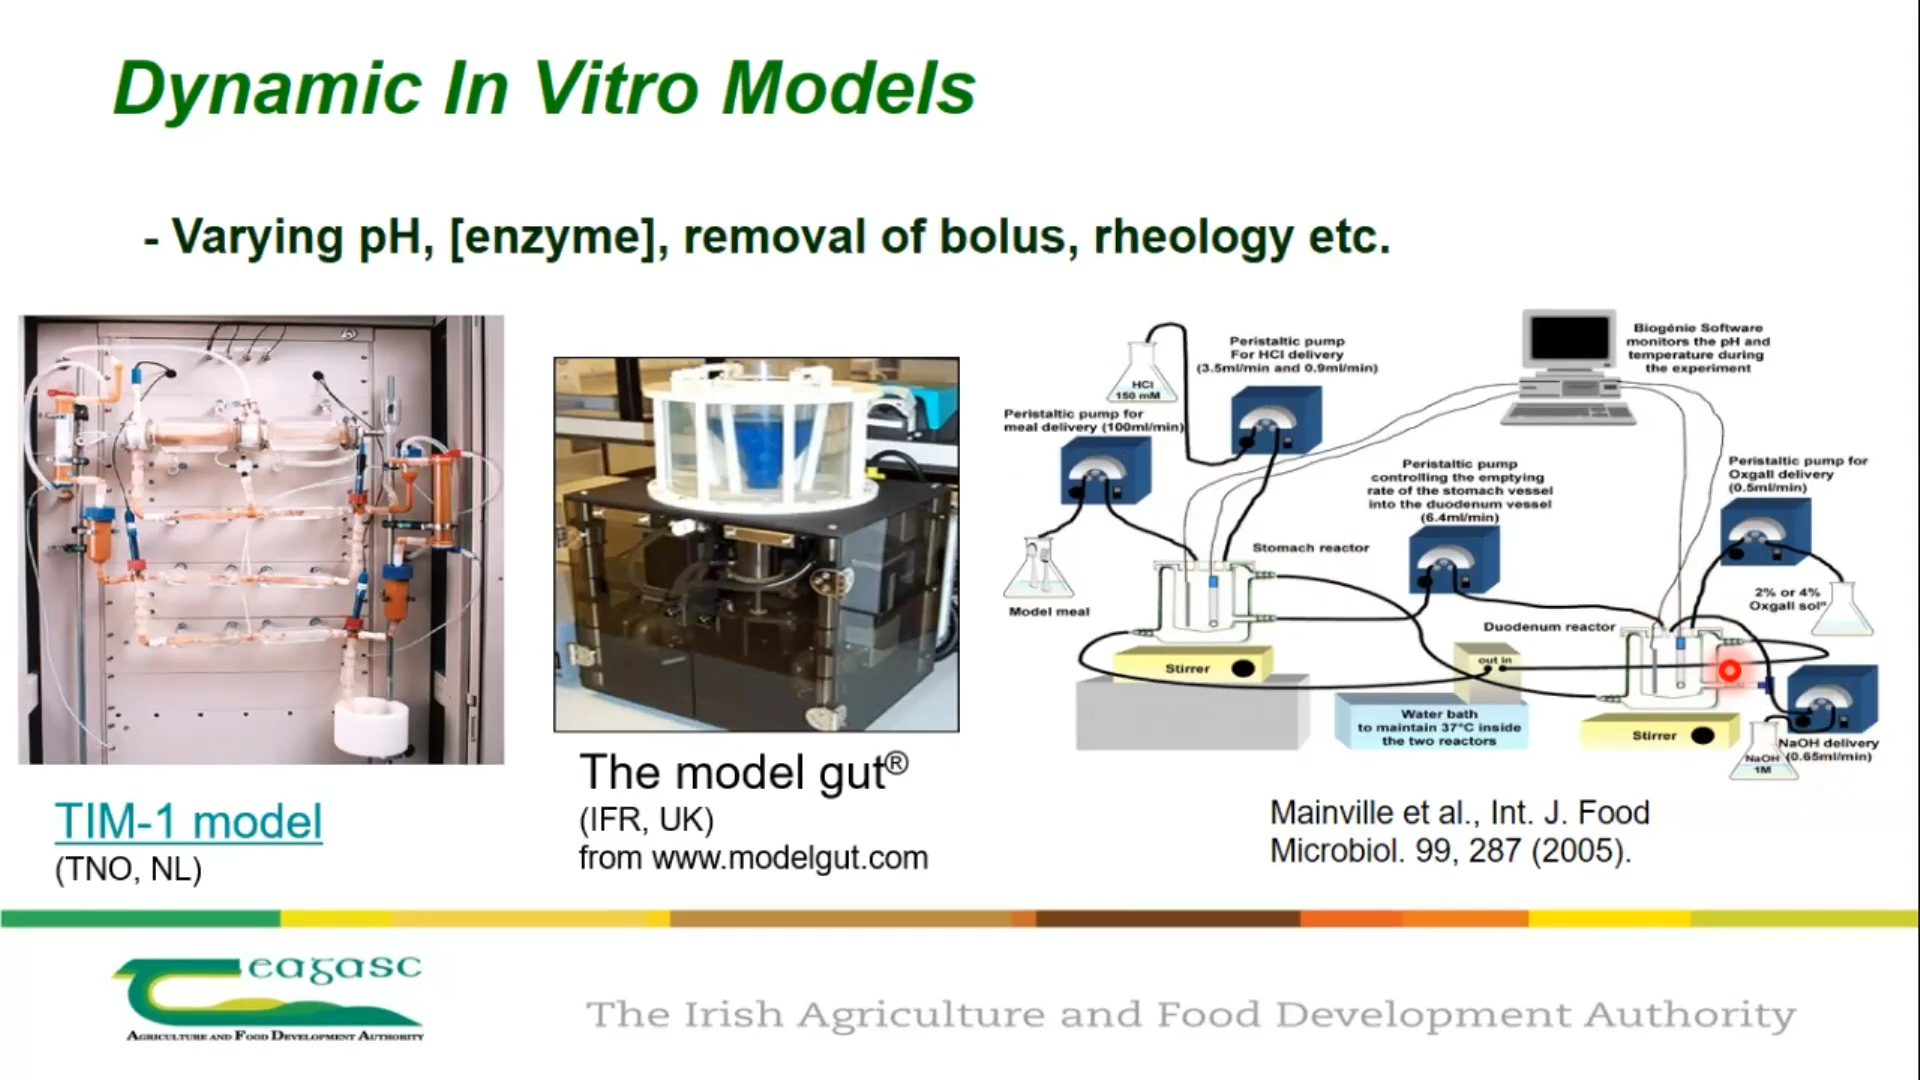 Dynamic In Vitro Models
- Varying pH, [enzyme], removal of bolus, rheology etc.
TIM-1 model
(TNO, NL)
The model gut®
(IFR, UK)
from www.modelgut.com
Peristaltic pump
For HCl delivery
(3.5ml/min and 0.9ml/min)
HCl
150 mM
Peristaltic pump for
meal delivery (100ml/min)
Model meal
Biogénie Software
monitors the pH and
temperature during
the experiment
Peristaltic pump
controlling the emptying
rate of the stomach vessel
into the duodenum vessel
(6.4ml/min)
Peristaltic pump for
Oxgall delivery
(0.5ml/min)
Stomach reactor
2% or 4%
Oxgall solⁿ
Duodenum reactor
Stirrer
out in
Water bath
to maintain 37°C inside
the two reactors
Stirrer
NaOH
1M
NaOH delivery
(0.65ml/min)
Mainville et al., Int. J. Food
Microbiol. 99, 287 (2005).
Teagasc
AGRICULTURE AND FOOD DEVELOPMENT AUTHORITY
The Irish Agriculture and Food Development Authority